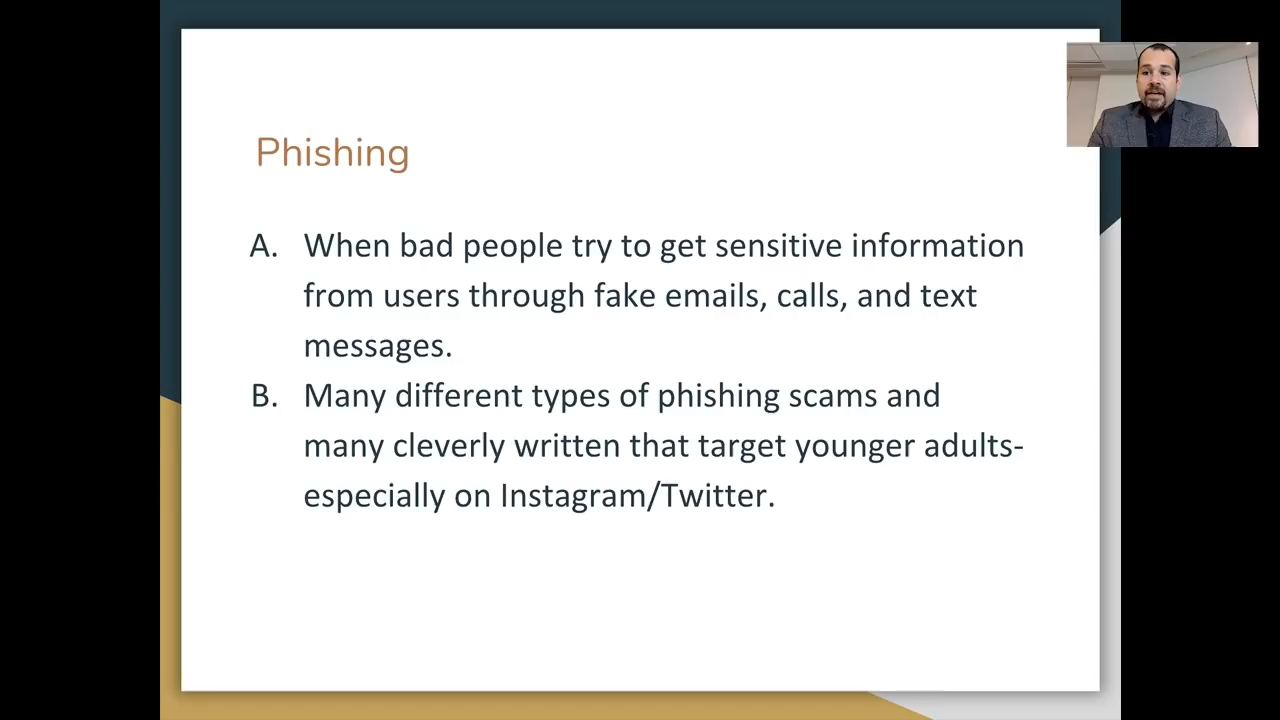 Phishing
A. When bad people try to get sensitive information
from users through fake emails, calls, and text
messages.
B. Many different types of phishing scams and
many cleverly written that target younger adults-
especially on Instagram/Twitter.